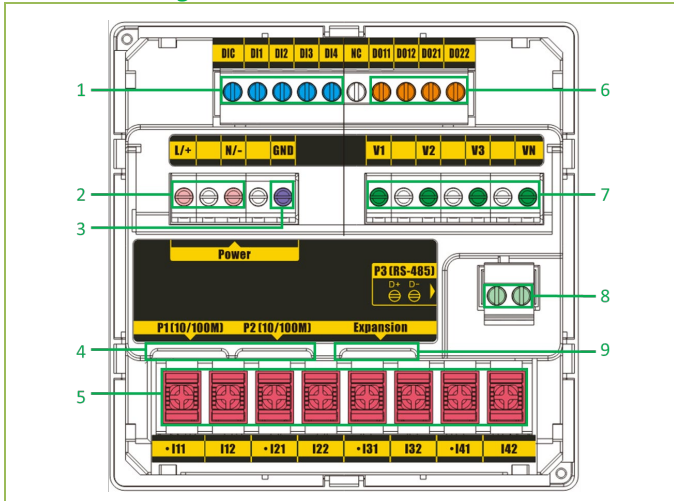 DIC DI1 DI2 DI3 DI4 NC DO11 DO12 DO21 DO22
1 6
L/+ N/- GND V1 V2 V3 VN
2 7
3
Power
P3 (RS-485)
D+ D-
8
P1(10/100M) P2(10/100M) Expansion
4 9
5
•I11 I12 •I21 I22 •I31 I32 •I41 I42